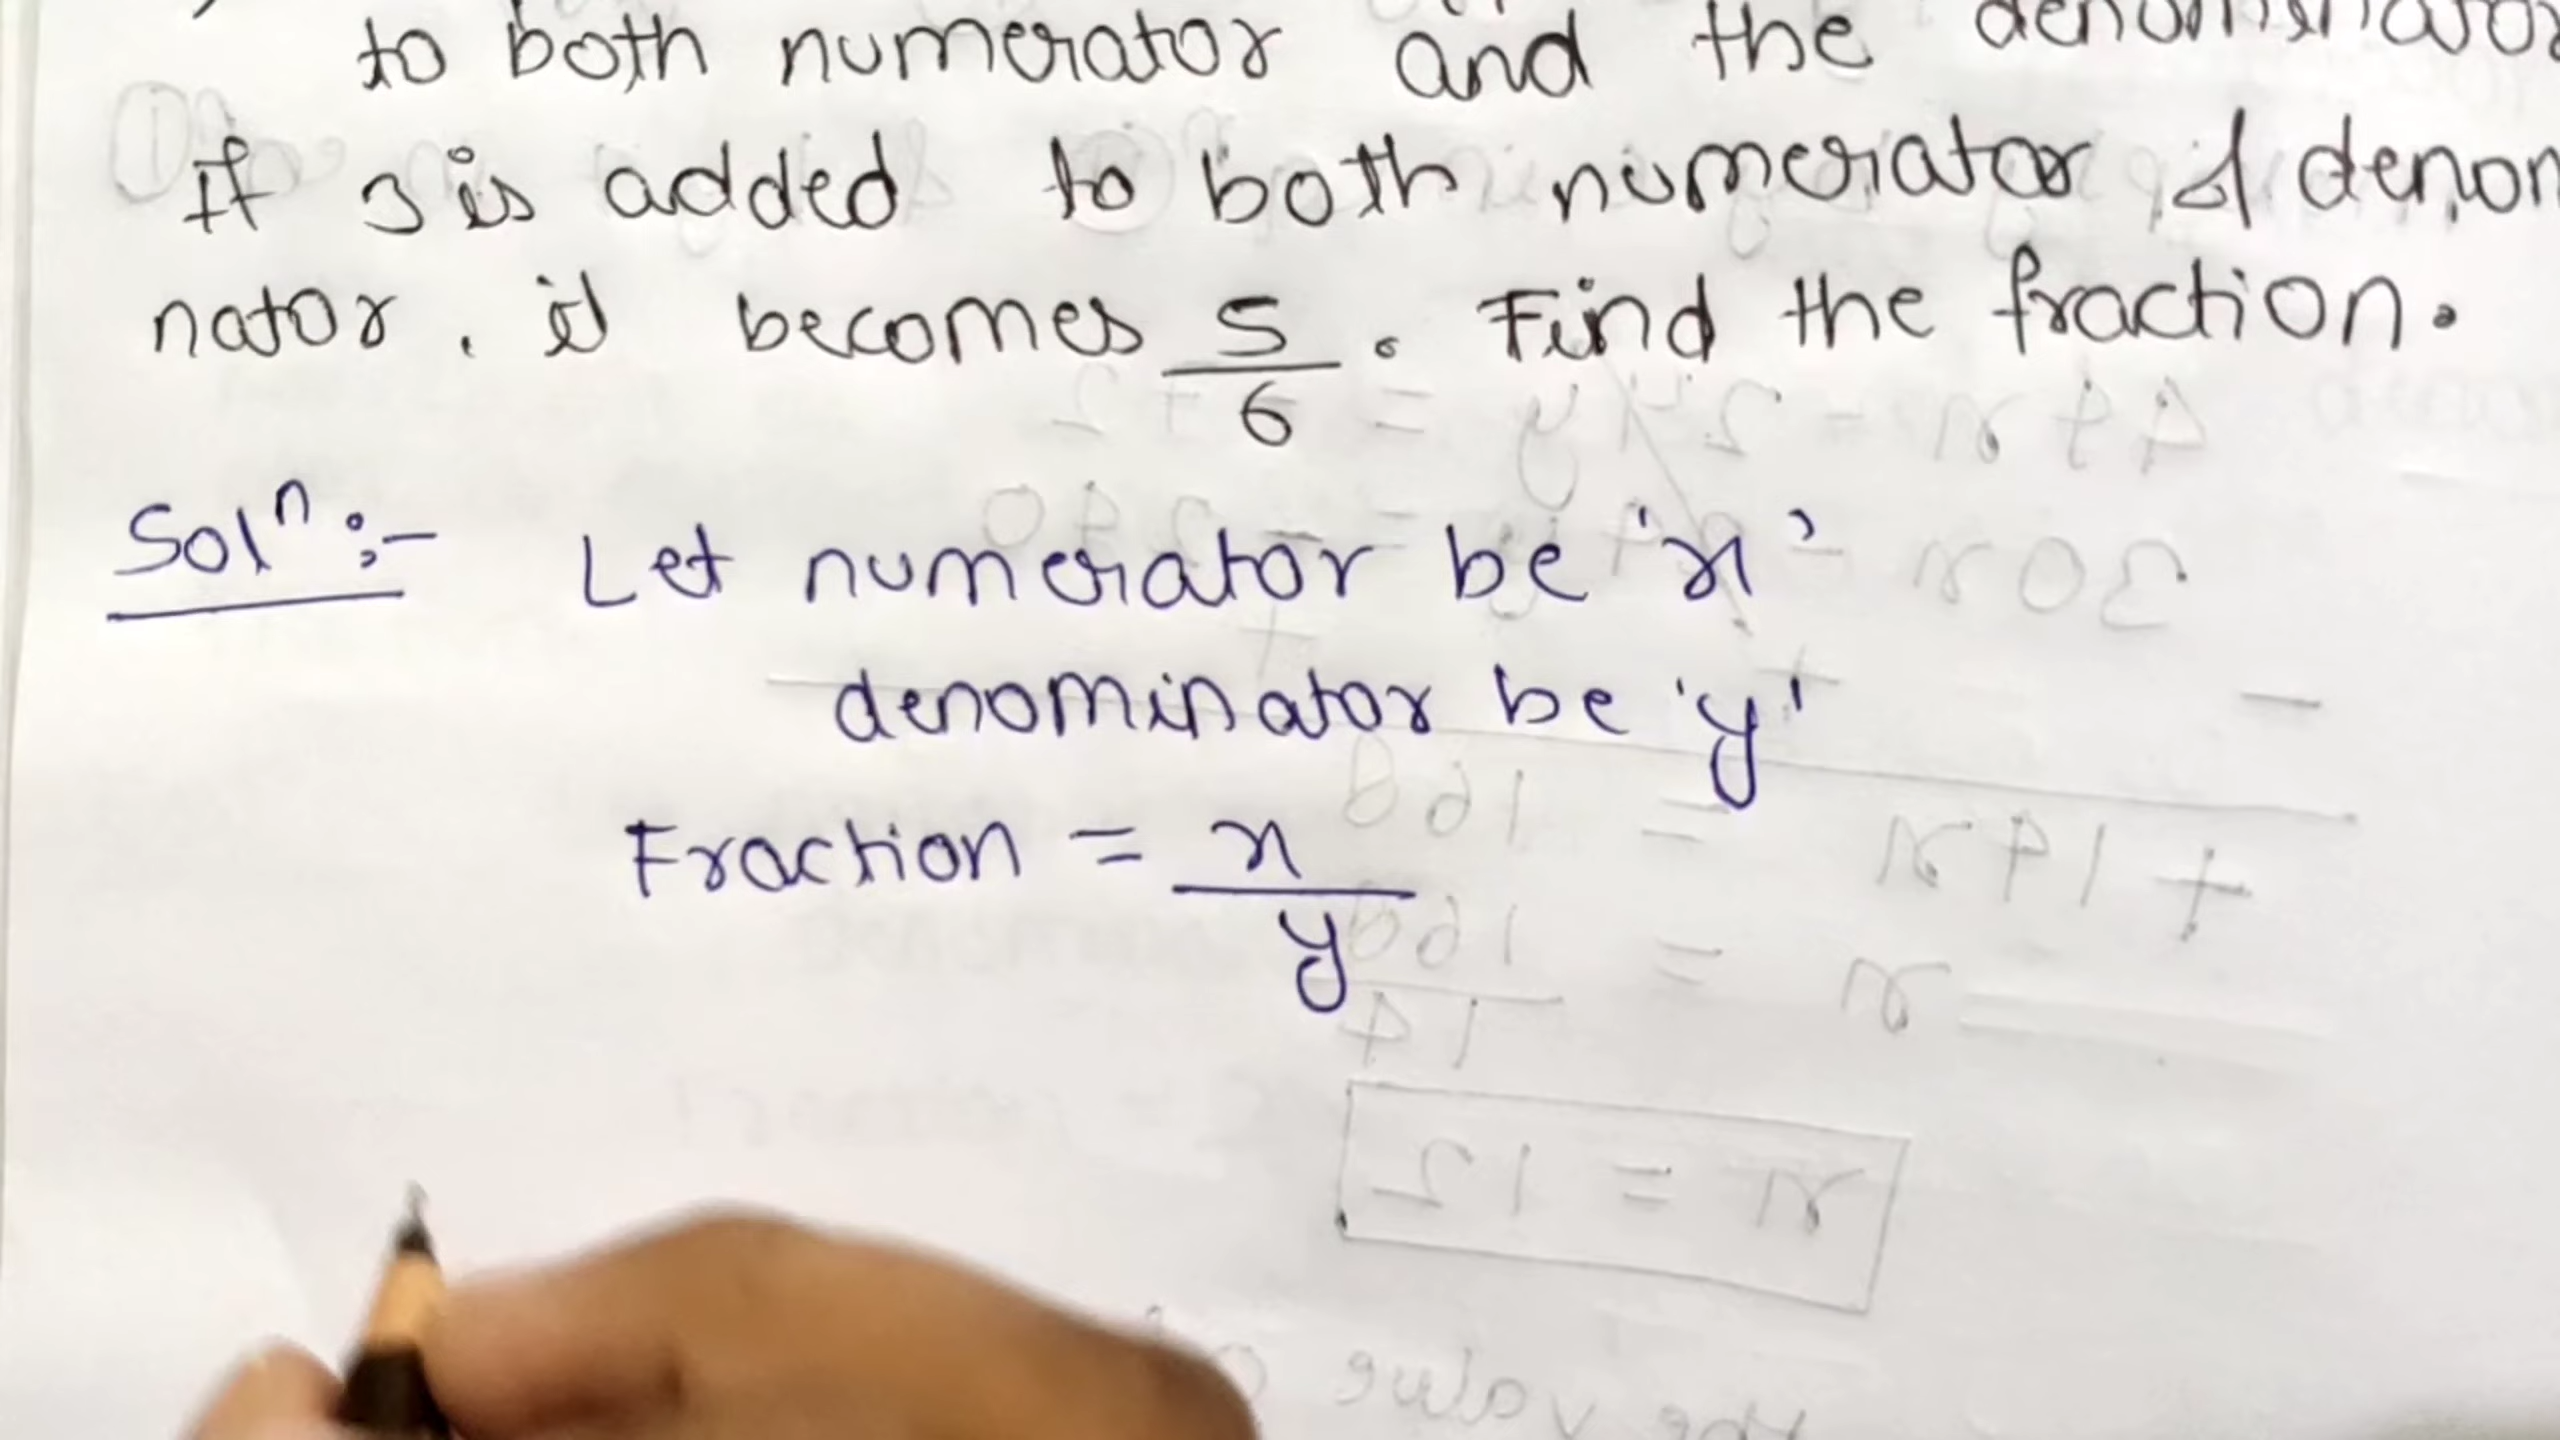 to both numerator and the denominator
If 3 is added to both numerator & denom
nator, it becomes 5/6. Find the fraction.
Solⁿ :- Let numerator be 'x'
denominator be 'y'
Fraction = x/y